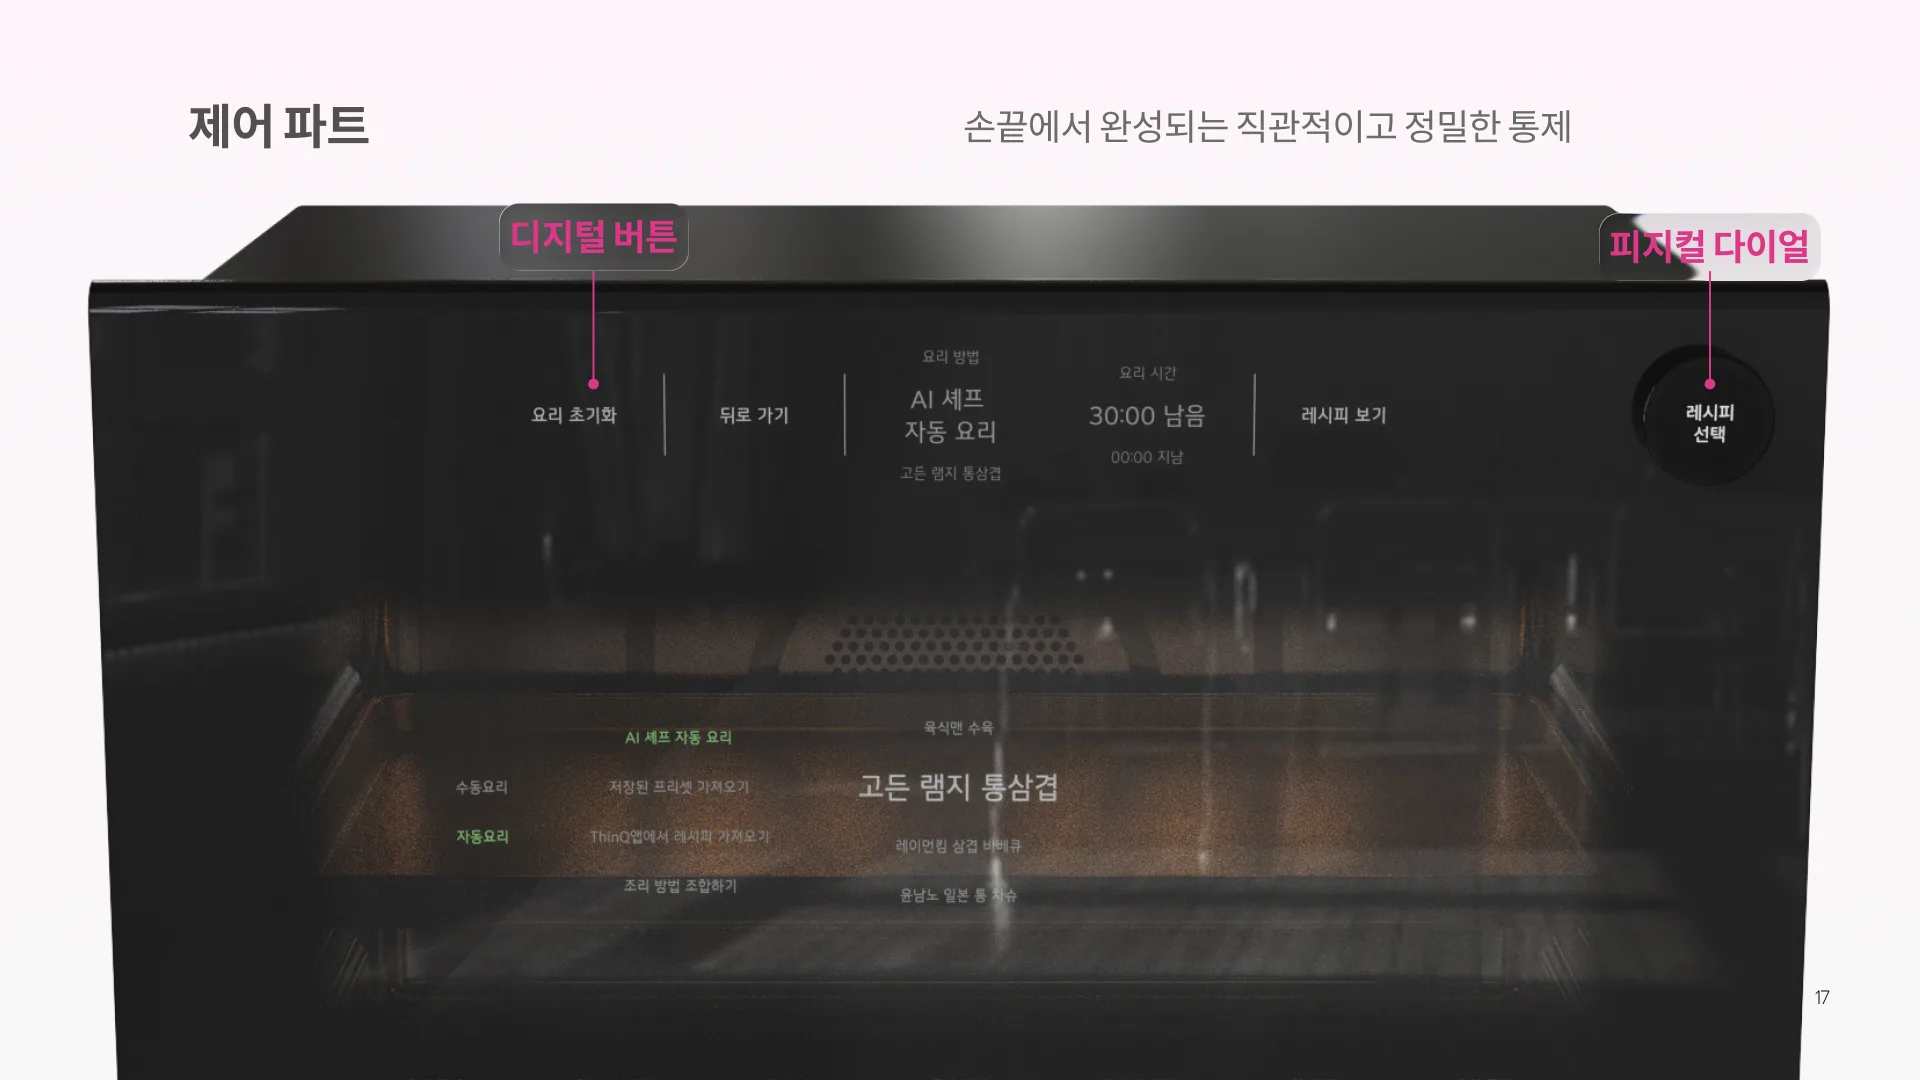 제어 파트
손끝에서 완성되는 직관적이고 정밀한 통제
디지털 버튼
피지컬 다이얼
요리 초기화
뒤로 가기
요리 방법
AI 셰프
자동 요리
고든 램지 통삼겹
요리 시간
30:00 남음
00:00 지남
레시피 보기
레시피
선택
수동요리
자동요리
AI 셰프 자동 요리
저장된 프리셋 가져오기
ThinQ앱에서 레시피 가져오기
조리 방법 조합하기
육식맨 수육
고든 램지 통삼겹
레이먼킴 삼겹 바베큐
윤남노 일본 통 차슈
17